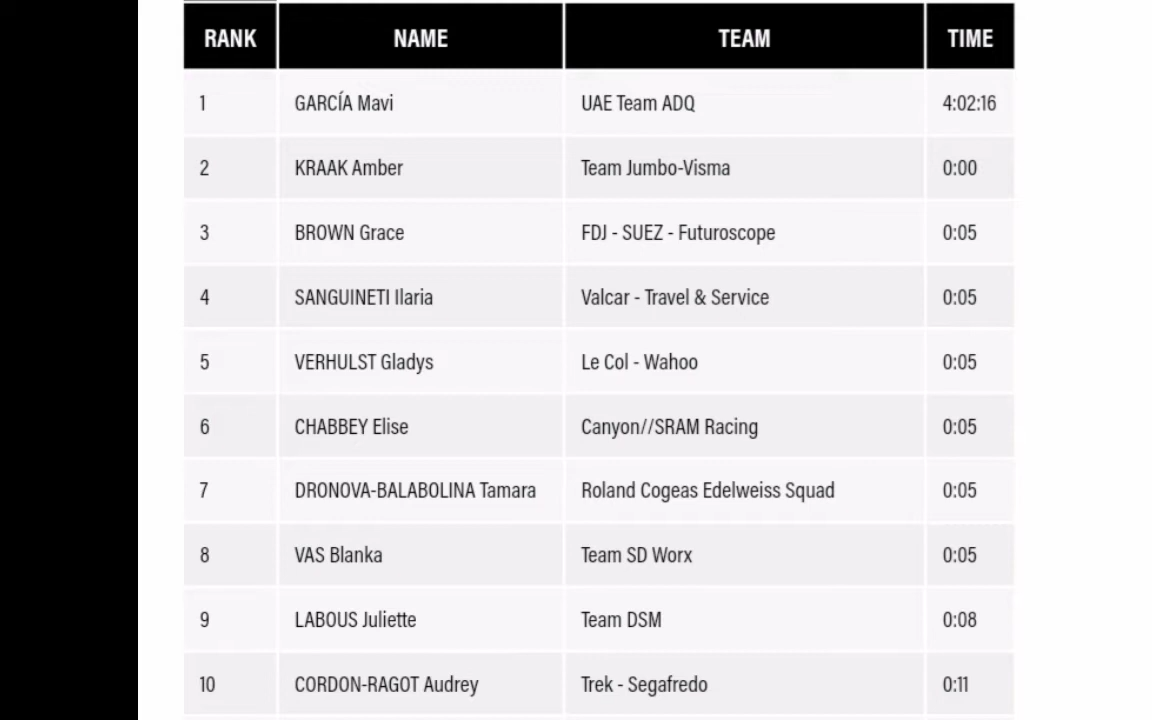 RANK NAME TEAM TIME
1 GARCÍA Mavi UAE Team ADQ 4:02:16
2 KRAAK Amber Team Jumbo-Visma 0:00
3 BROWN Grace FDJ - SUEZ - Futuroscope 0:05
4 SANGUINETI Ilaria Valcar - Travel & Service 0:05
5 VERHULST Gladys Le Col - Wahoo 0:05
6 CHABBEY Elise Canyon//SRAM Racing 0:05
7 DRONOVA-BALABOLINA Tamara Roland Cogeas Edelweiss Squad 0:05
8 VAS Blanka Team SD Worx 0:05
9 LABOUS Juliette Team DSM 0:08
10 CORDON-RAGOT Audrey Trek - Segafredo 0:11